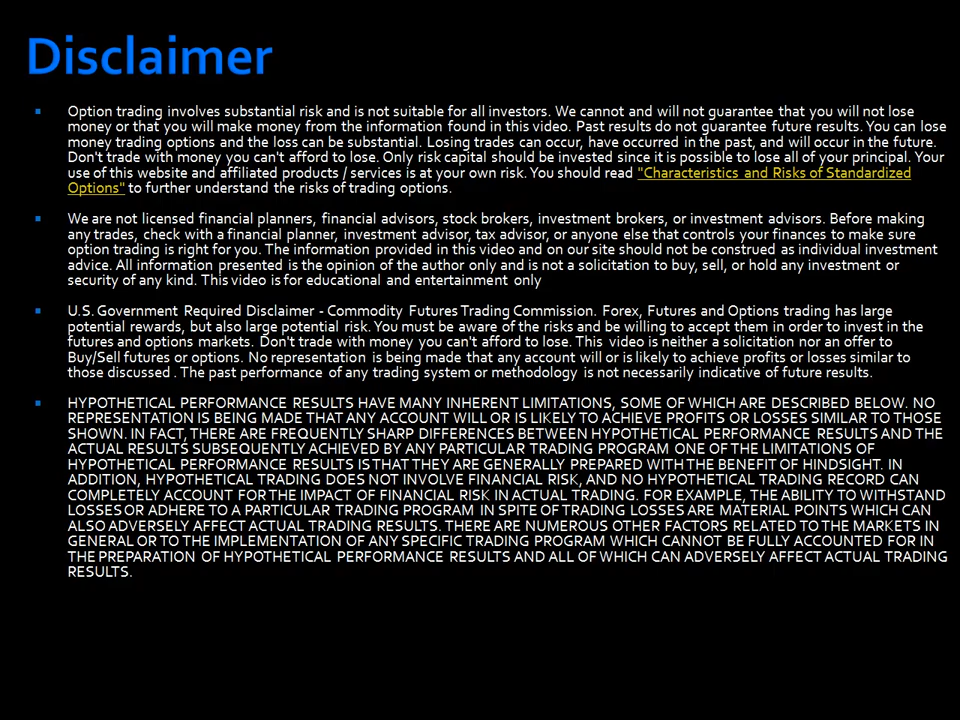 Disclaimer
Option trading involves substantial risk and is not suitable for all investors. We cannot and will not guarantee that you will not lose
money or that you will make money from the information found in this video. Past results do not guarantee future results. You can lose
money trading options and the loss can be substantial. Losing trades can occur, have occurred in the past, and will occur in the future.
Don't trade with money you can't afford to lose. Only risk capital should be invested since it is possible to lose all of your principal. Your
use of this website and affiliated products / services is at your own risk. You should read "Characteristics and Risks of Standardized
Options" to further understand the risks of trading options.
We are not licensed financial planners, financial advisors, stock brokers, investment brokers, or investment advisors. Before making
any trades, check with a financial planner, investment advisor, tax advisor, or anyone else that controls your finances to make sure
option trading is right for you. The information provided in this video and on our site should not be construed as individual investment
advice. All information presented is the opinion of the author only and is not a solicitation to buy, sell, or hold any investment or
security of any kind. This video is for educational and entertainment only
U.S. Government Required Disclaimer - Commodity Futures Trading Commission. Forex, Futures and Options trading has large
potential rewards, but also large potential risk. You must be aware of the risks and be willing to accept them in order to invest in the
futures and options markets. Don't trade with money you can't afford to lose. This video is neither a solicitation nor an offer to
Buy/Sell futures or options. No representation is being made that any account will or is likely to achieve profits or losses similar to
those discussed . The past performance of any trading system or methodology is not necessarily indicative of future results.
HYPOTHETICAL PERFORMANCE RESULTS HAVE MANY INHERENT LIMITATIONS, SOME OF WHICH ARE DESCRIBED BELOW. NO
REPRESENTATION IS BEING MADE THAT ANY ACCOUNT WILL OR IS LIKELY TO ACHIEVE PROFITS OR LOSSES SIMILAR TO THOSE
SHOWN. IN FACT, THERE ARE FREQUENTLY SHARP DIFFERENCES BETWEEN HYPOTHETICAL PERFORMANCE RESULTS AND THE
ACTUAL RESULTS SUBSEQUENTLY ACHIEVED BY ANY PARTICULAR TRADING PROGRAM ONE OF THE LIMITATIONS OF
HYPOTHETICAL PERFORMANCE RESULTS IS THAT THEY ARE GENERALLY PREPARED WITH THE BENEFIT OF HINDSIGHT. IN
ADDITION, HYPOTHETICAL TRADING DOES NOT INVOLVE FINANCIAL RISK, AND NO HYPOTHETICAL TRADING RECORD CAN
COMPLETELY ACCOUNT FOR THE IMPACT OF FINANCIAL RISK IN ACTUAL TRADING. FOR EXAMPLE, THE ABILITY TO WITHSTAND
LOSSES OR ADHERE TO A PARTICULAR TRADING PROGRAM IN SPITE OF TRADING LOSSES ARE MATERIAL POINTS WHICH CAN
ALSO ADVERSELY AFFECT ACTUAL TRADING RESULTS. THERE ARE NUMEROUS OTHER FACTORS RELATED TO THE MARKETS IN
GENERAL OR TO THE IMPLEMENTATION OF ANY SPECIFIC TRADING PROGRAM WHICH CANNOT BE FULLY ACCOUNTED FOR IN
THE PREPARATION OF HYPOTHETICAL PERFORMANCE RESULTS AND ALL OF WHICH CAN ADVERSELY AFFECT ACTUAL TRADING
RESULTS.